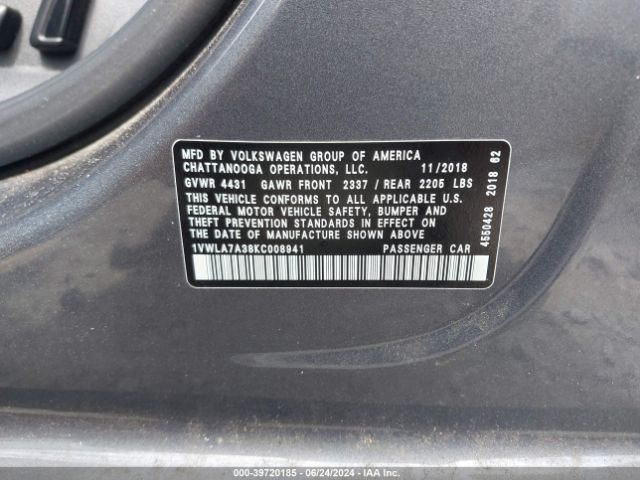 MFD BY VOLKSWAGEN GROUP OF AMERICA
CHATTANOOGA OPERATIONS, LLC. 11/2018
GVWR 4431 GAWR FRONT 2337 / REAR 2205 LBS
THIS VEHICLE CONFORMS TO ALL APPLICABLE U.S.
FEDERAL MOTOR VEHICLE SAFETY, BUMPER AND
THEFT PREVENTION STANDARDS IN EFFECT ON
THE DATE OF MANUFACTURE SHOWN ABOVE.
1VWLA7A38KC008941 PASSENGER CAR
4550428 2018 62
000-39720185 - 06/24/2024 - IAA Inc.